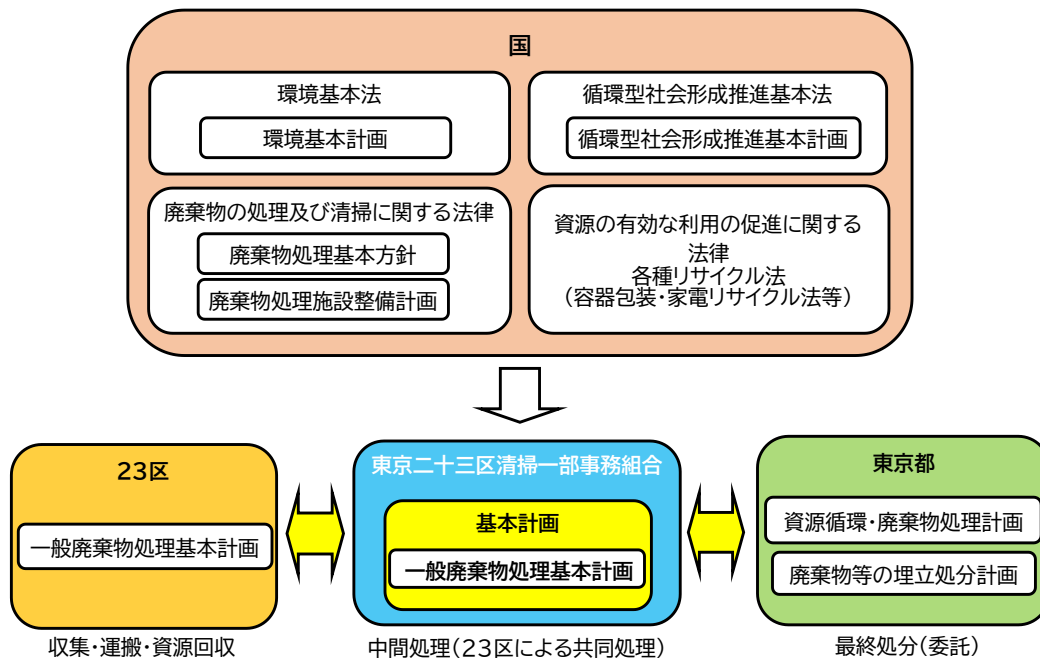 国
環境基本法
環境基本計画
循環型社会形成推進基本法
循環型社会形成推進基本計画
廃棄物の処理及び清掃に関する法律
廃棄物処理基本方針
廃棄物処理施設整備計画
資源の有効な利用の促進に関する
法律
各種リサイクル法
（容器包装・家電リサイクル法等）
23区
一般廃棄物処理基本計画
収集・運搬・資源回収
東京二十三区清掃一部事務組合
基本計画
一般廃棄物処理基本計画
中間処理（23区による共同処理）
東京都
資源循環・廃棄物処理計画
廃棄物等の埋立処分計画
最終処分（委託）